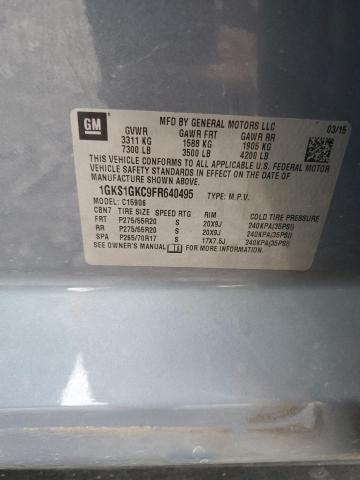 GM
MFD BY GENERAL MOTORS LLC
03/15
GVWR GAWR FRT GAWR RR
3311 KG 1588 KG 1905 KG
7300 LB 3500 LB 4200 LB
THIS VEHICLE CONFORMS TO ALL APPLICABLE U.S. FEDERAL MOTOR
VEHICLE SAFETY STANDARDS IN EFFECT ON THE DATE OF
MANUFACTURE SHOWN ABOVE.
1GKS1GKC9FR640495 TYPE: M.P.V.
MODEL: C15906
CBN7 TIRE SIZE SPEED RTG RIM COLD TIRE PRESSURE
FRT P275/55R20 S 20X9J 240KPA(35PSI)
RR P275/55R20 S 20X9J 240KPA(35PSI)
SPA P265/70R17 S 17X7.5J 240KPA(35PSI)
SEE OWNER'S MANUAL FOR MORE INFORMATION.